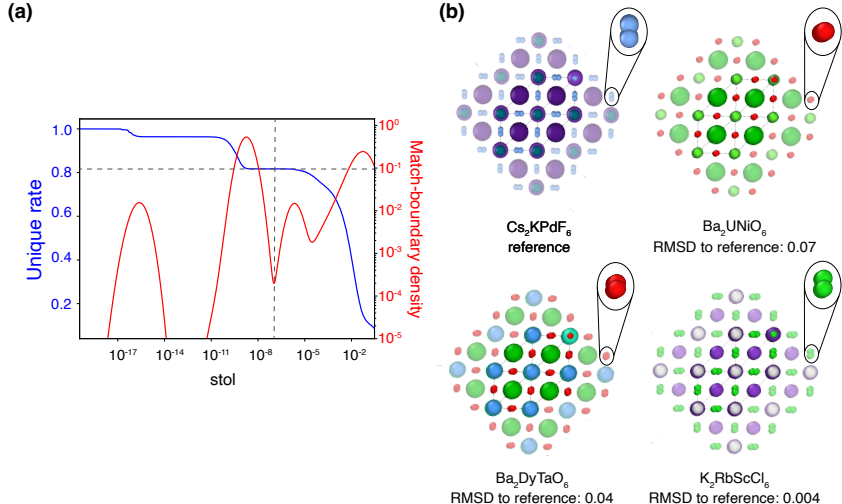 (a)
(b)
Unique rate
1.0
0.8
0.6
0.4
0.2
10⁰
10⁻¹
10⁻²
10⁻³
10⁻⁴
10⁻⁵
Match-boundary density
10⁻¹⁷
10⁻¹⁴
10⁻¹¹
10⁻⁸
10⁻⁵
10⁻²
stol
Cs₂KPdF₆
reference
Ba₂UNiO₆
RMSD to reference: 0.07
Ba₂DyTaO₆
RMSD to reference: 0.04
K₂RbScCl₆
RMSD to reference: 0.004